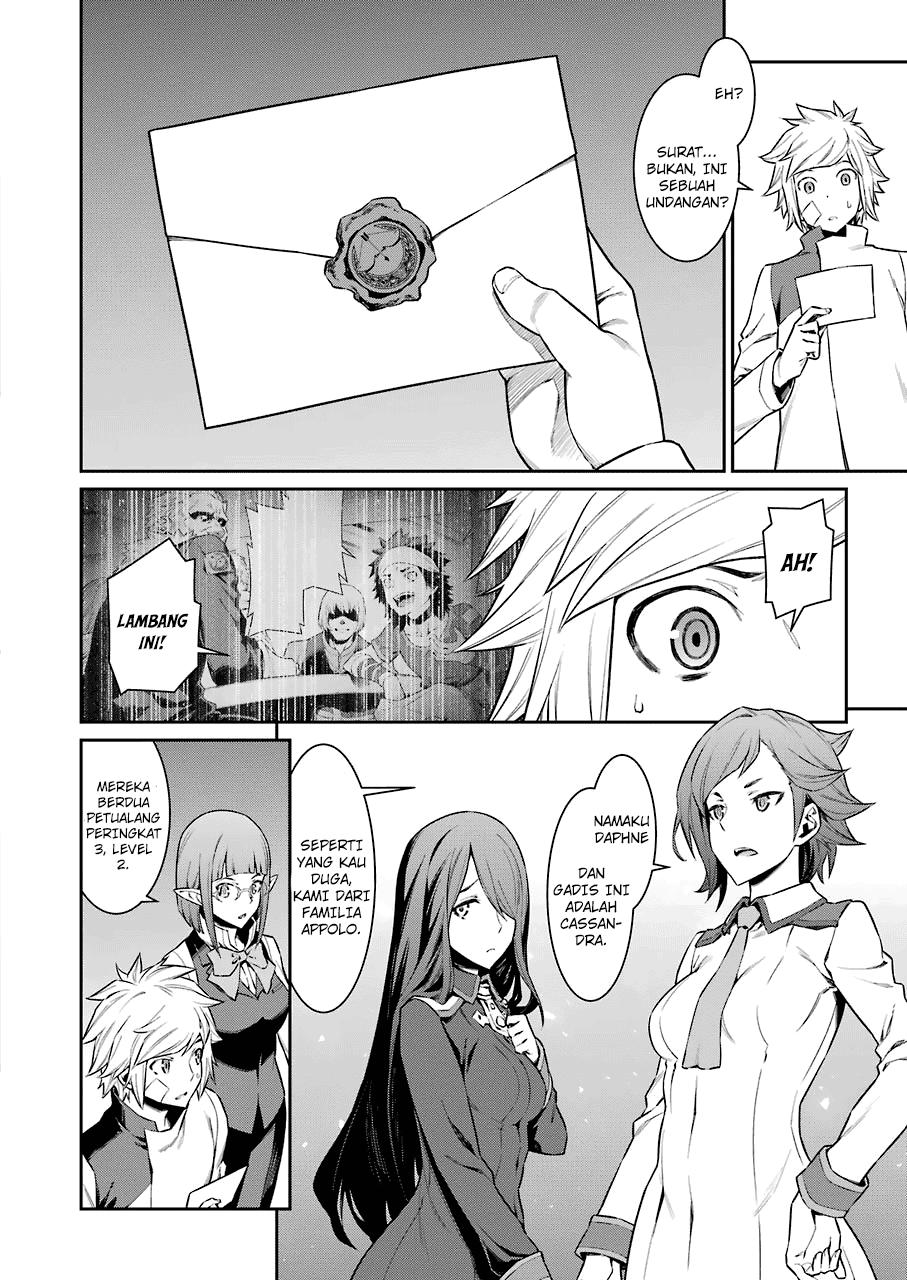 EH?
SURAT...
BUKAN, INI
SEBUAH
UNDANGAN?
AH!
LAMBANG
INI!
NAMAKU
DAPHNE
DAN
GADIS INI
ADALAH
CASSAN-
DRA.
SEPERTI
YANG KAU
DUGA,
KAMI DARI
FAMILIA
APPOLO.
MEREKA
BERDUA
PETUALANG
PERINGKAT
3, LEVEL
2.